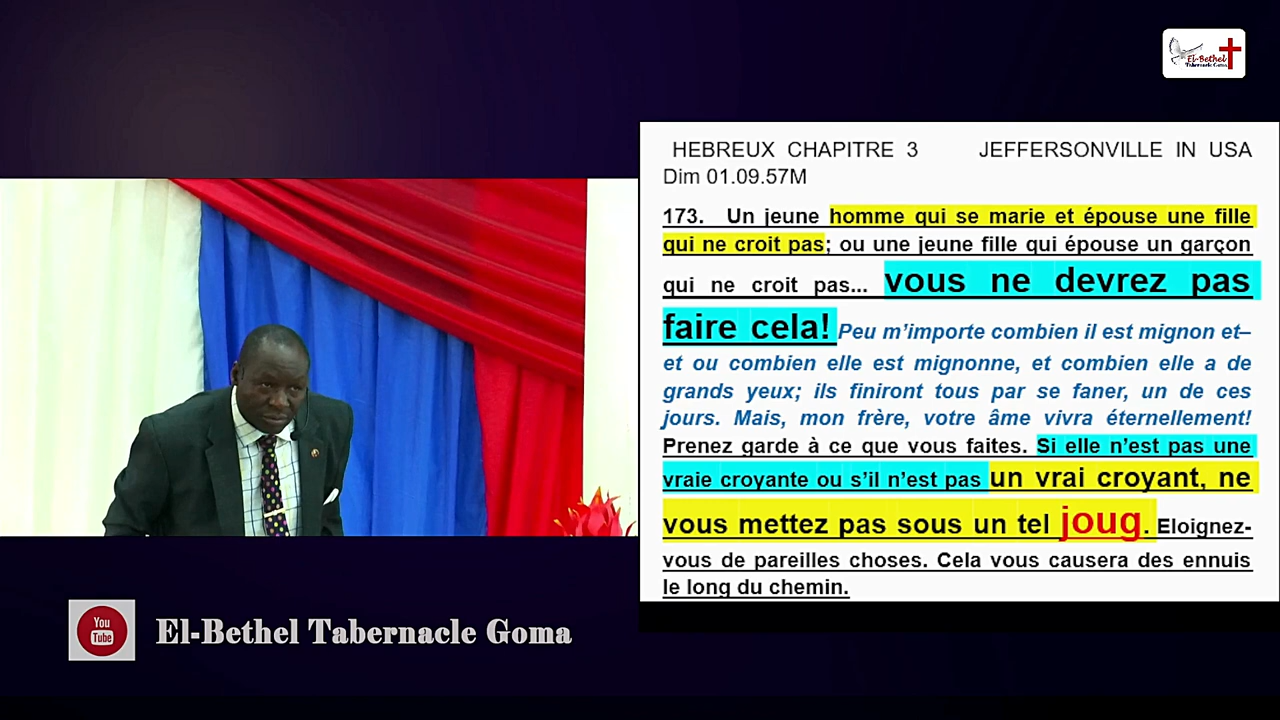 El-Bethel
Tabernacle Goma
HEBREUX CHAPITRE 3 JEFFERSONVILLE IN USA
Dim 01.09.57M
173. Un jeune homme qui se marie et épouse une fille
qui ne croit pas; ou une jeune fille qui épouse un garçon
qui ne croit pas... vous ne devrez pas
faire cela! Peu m’importe combien il est mignon et–
et ou combien elle est mignonne, et combien elle a de
grands yeux; ils finiront tous par se faner, un de ces
jours. Mais, mon frère, votre âme vivra éternellement!
Prenez garde à ce que vous faites. Si elle n’est pas une
vraie croyante ou s’il n’est pas un vrai croyant, ne
vous mettez pas sous un tel joug. Eloignez-
vous de pareilles choses. Cela vous causera des ennuis
le long du chemin.
You
Tube
El-Bethel Tabernacle Goma